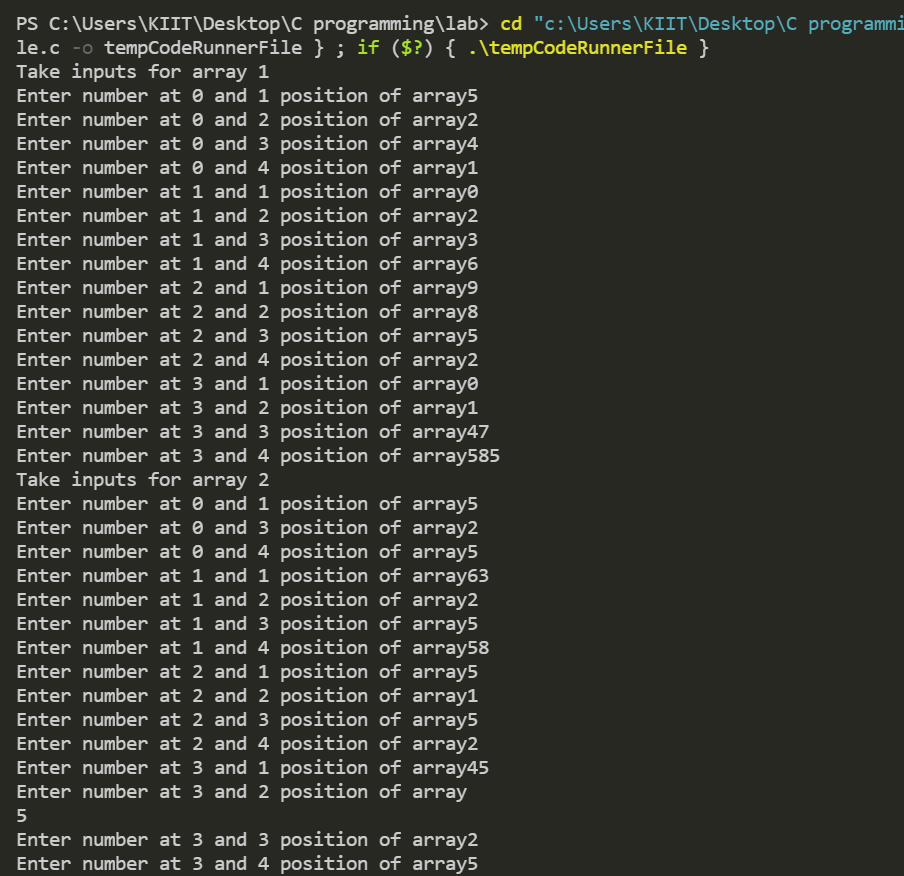 PS C:\Users\KIIT\Desktop\C programming\lab> cd "c:\Users\KIIT\Desktop\C programmi
le.c -o tempCodeRunnerFile } ; if ($?) { .\tempCodeRunnerFile }
Take inputs for array 1
Enter number at 0 and 1 position of array5
Enter number at 0 and 2 position of array2
Enter number at 0 and 3 position of array4
Enter number at 0 and 4 position of array1
Enter number at 1 and 1 position of array0
Enter number at 1 and 2 position of array2
Enter number at 1 and 3 position of array3
Enter number at 1 and 4 position of array6
Enter number at 2 and 1 position of array9
Enter number at 2 and 2 position of array8
Enter number at 2 and 3 position of array5
Enter number at 2 and 4 position of array2
Enter number at 3 and 1 position of array0
Enter number at 3 and 2 position of array1
Enter number at 3 and 3 position of array47
Enter number at 3 and 4 position of array585
Take inputs for array 2
Enter number at 0 and 1 position of array5
Enter number at 0 and 3 position of array2
Enter number at 0 and 4 position of array5
Enter number at 1 and 1 position of array63
Enter number at 1 and 2 position of array2
Enter number at 1 and 3 position of array5
Enter number at 1 and 4 position of array58
Enter number at 2 and 1 position of array5
Enter number at 2 and 2 position of array1
Enter number at 2 and 3 position of array5
Enter number at 2 and 4 position of array2
Enter number at 3 and 1 position of array45
Enter number at 3 and 2 position of array
5
Enter number at 3 and 3 position of array2
Enter number at 3 and 4 position of array5